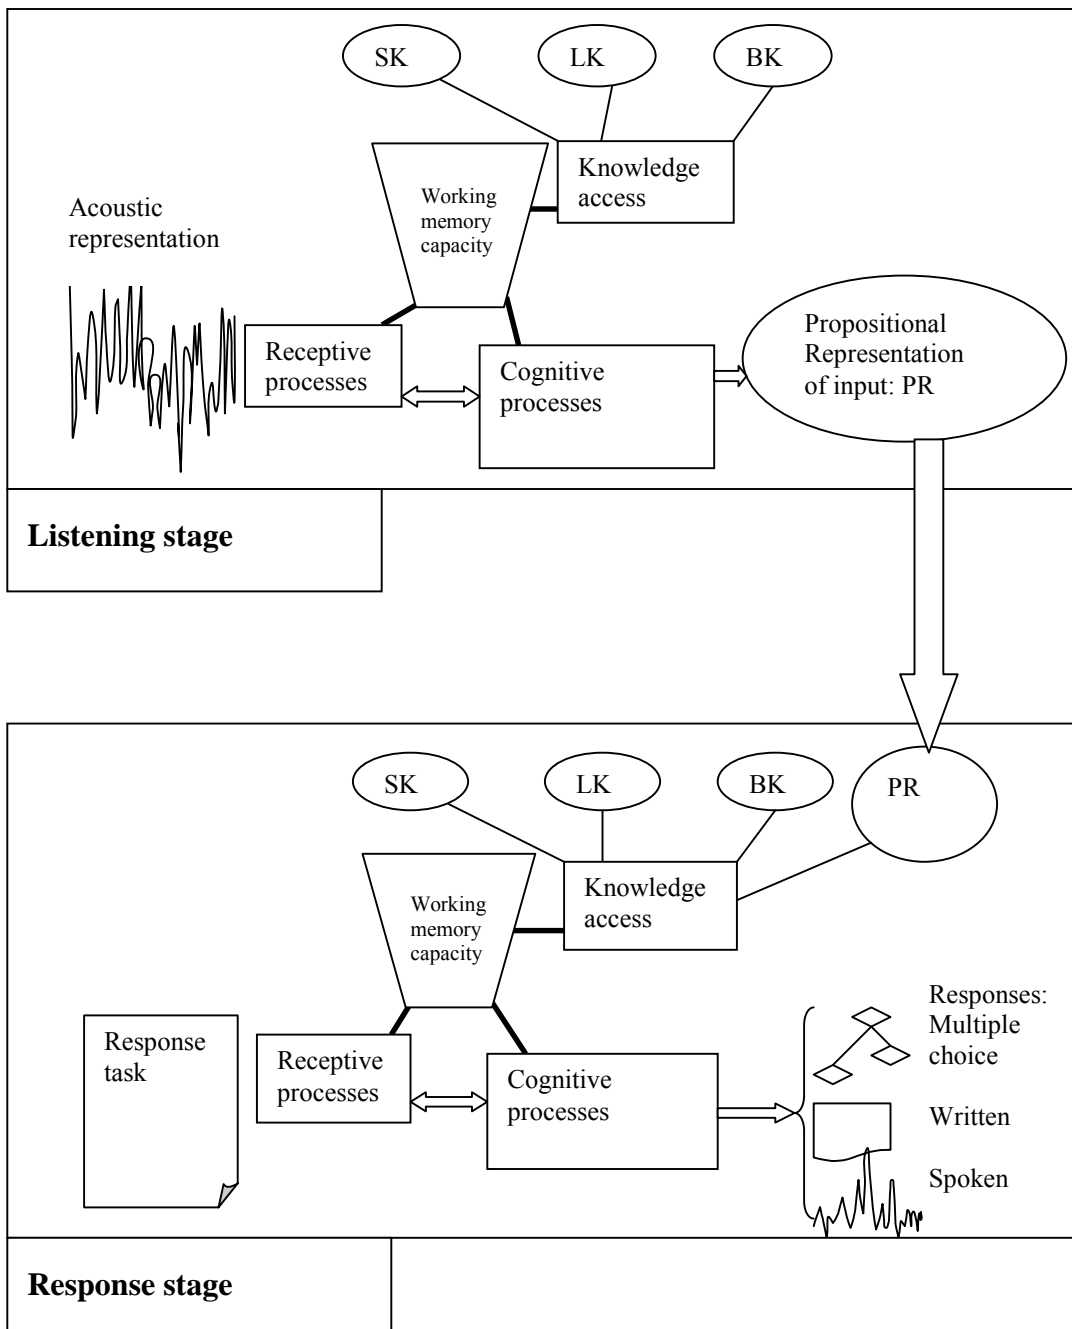 SK
LK
BK
Knowledge
access
Working
memory
capacity
Acoustic
representation
Receptive
processes
Cognitive
processes
Propositional
Representation
of input: PR
Listening stage
SK
LK
BK
PR
Knowledge
access
Working
memory
capacity
Response
task
Receptive
processes
Cognitive
processes
Responses:
Multiple
choice
Written
Spoken
Response stage